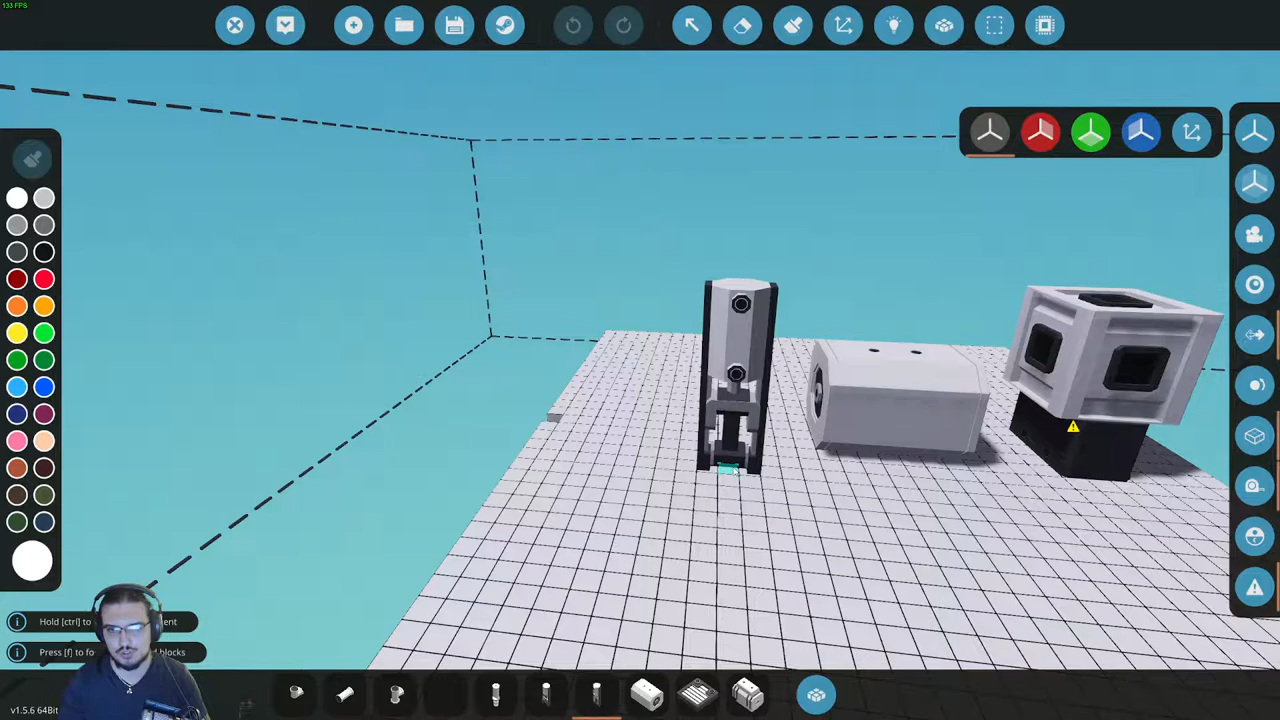 133 FPS
Hold [ctrl] to
ent
Press [f] to fo
d blocks
v1.5.6 64Bit